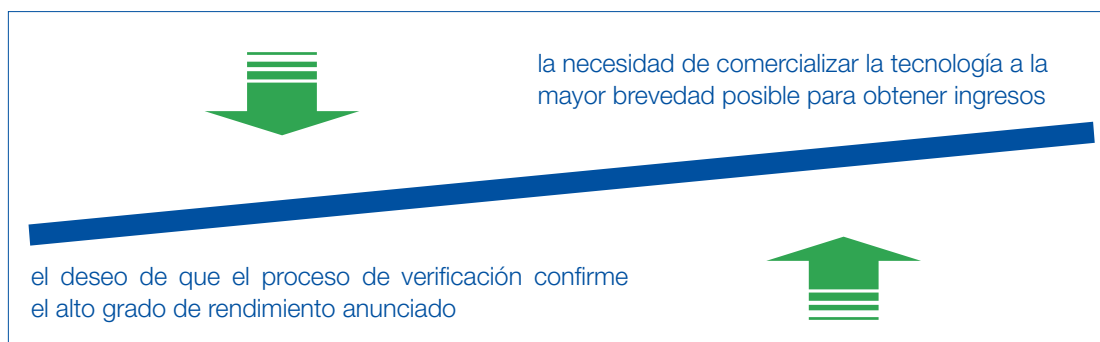 la necesidad de comercializar la tecnología a la
mayor brevedad posible para obtener ingresos
el deseo de que el proceso de verificación confirme
el alto grado de rendimiento anunciado